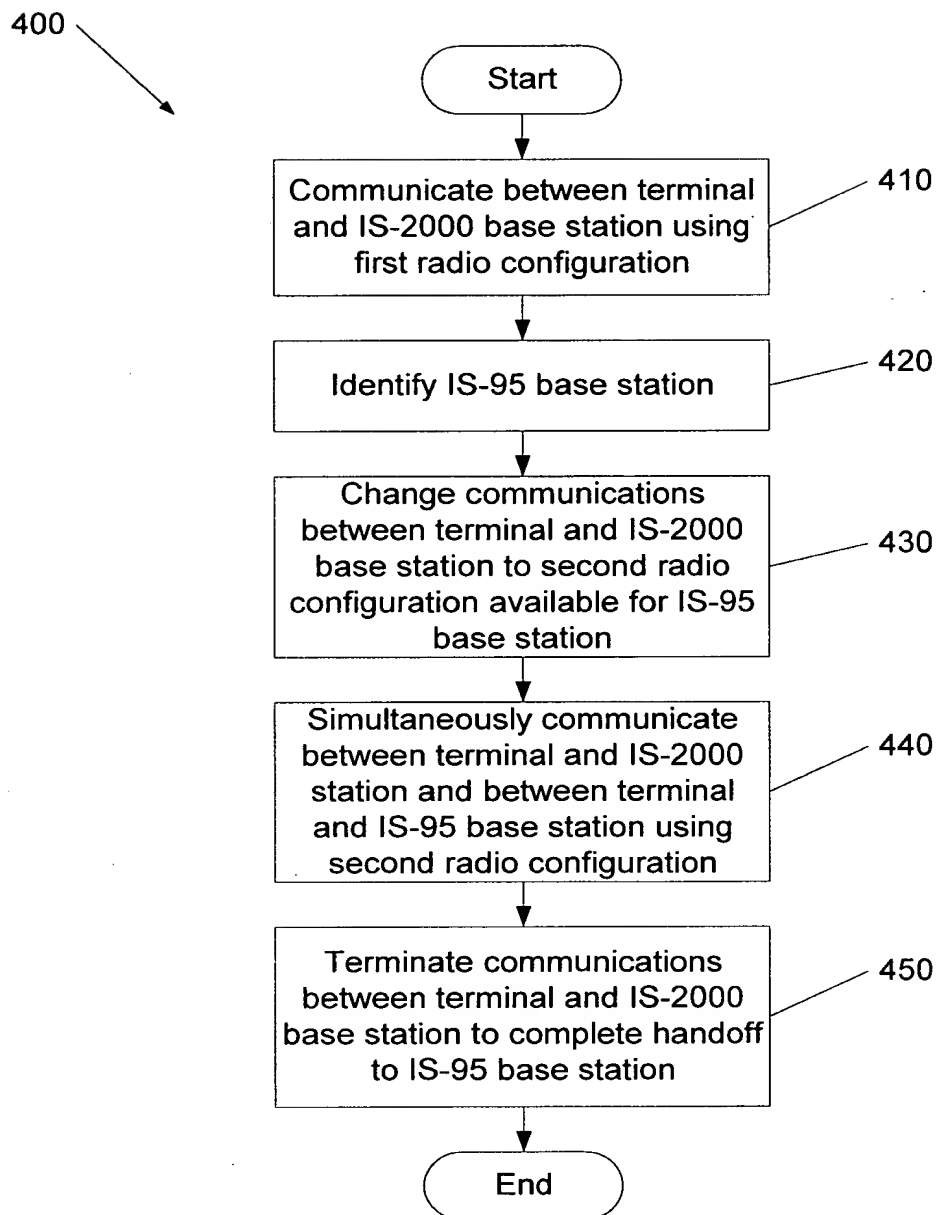 400
Start
Communicate between terminal
and IS-2000 base station using
first radio configuration
410
Identify IS-95 base station
420
Change communications
between terminal and IS-2000
base station to second radio
configuration available for IS-95
base station
430
Simultaneously communicate
between terminal and IS-2000
station and between terminal
and IS-95 base station using
second radio configuration
440
Terminate communications
between terminal and IS-2000
base station to complete handoff
to IS-95 base station
450
End